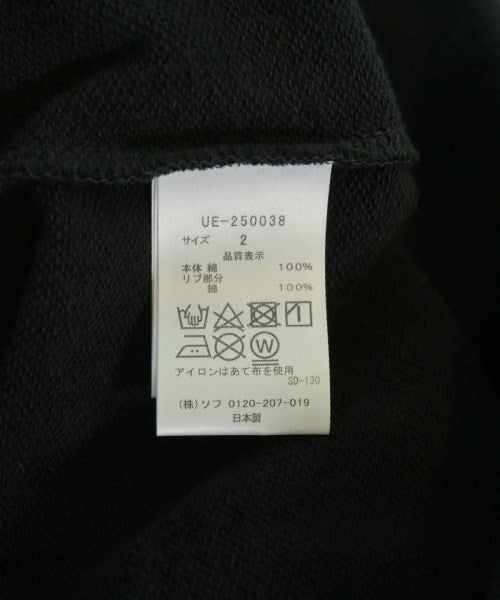 UE-250038
サイズ 2
品質表示
本体 綿 100%
リブ部分
綿 100%
W
アイロンはあて布を使用
SD-130
(株)ソフ 0120-207-019
日本製